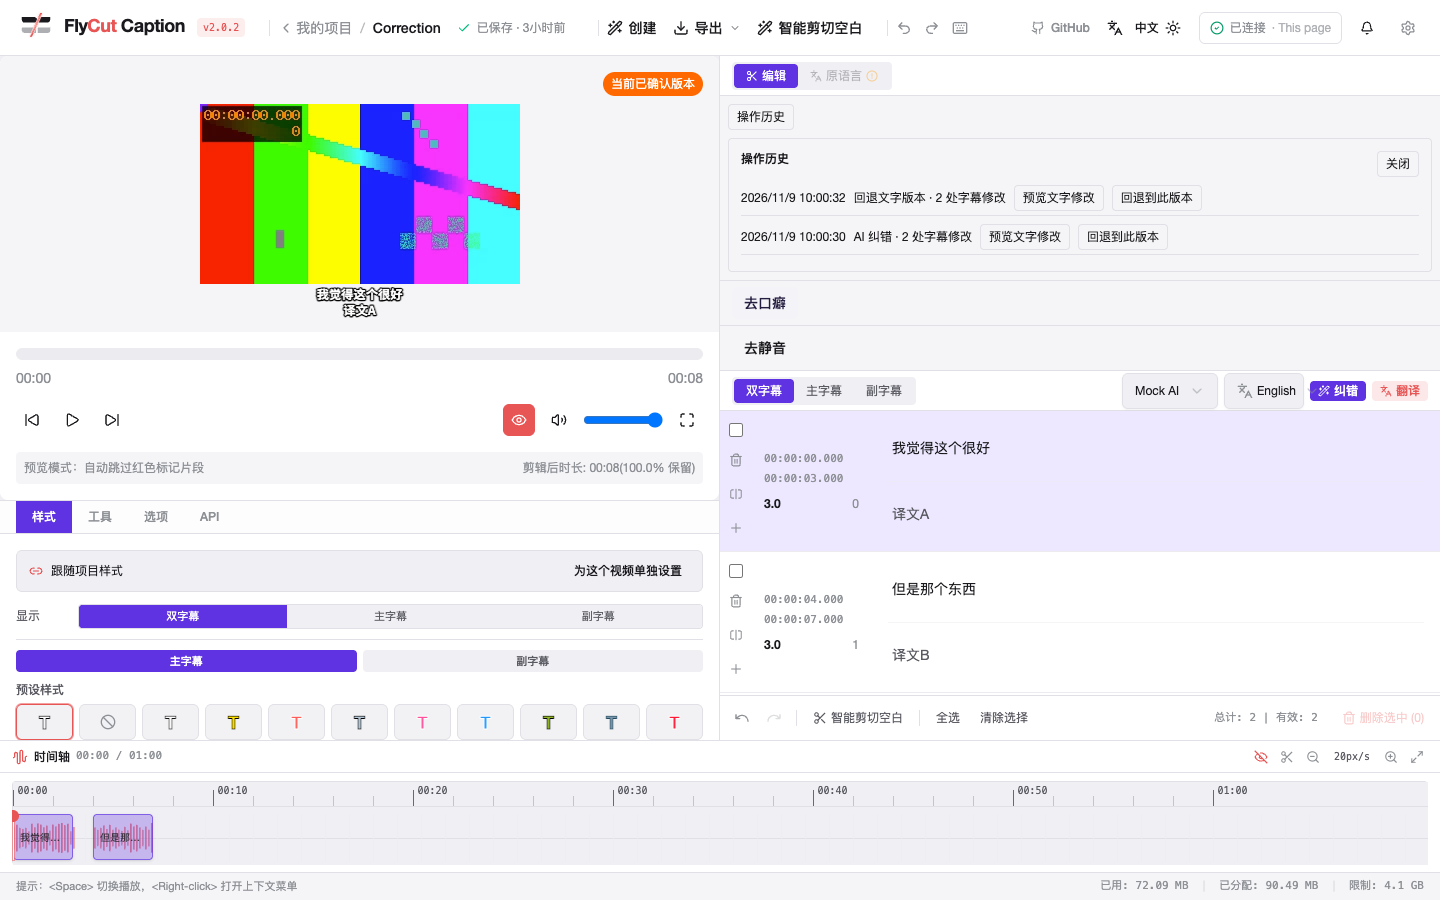 FlyCut Caption v2.0.2 我的项目 / Correction 已保存 · 3小时前 创建 导出 智能剪切空白 GitHub 中文 已连接 · This page
当前已确认版本
00:00:00.000
0
我觉得这个很好
译文A
00:00 00:08
预览模式：自动跳过红色标记片段 剪辑后时长: 00:08(100.0% 保留)
样式 工具 选项 API
跟随项目样式 为这个视频单独设置
显示 双字幕 主字幕 副字幕
主字幕 副字幕
预设样式
T T T T T T T T T T
编辑 原语言
操作历史
操作历史 关闭
2026/11/9 10:00:32 回退文字版本 · 2 处字幕修改 预览文字修改 回退到此版本
2026/11/9 10:00:30 AI 纠错 · 2 处字幕修改 预览文字修改 回退到此版本
去口癖
去静音
双字幕 主字幕 副字幕 Mock AI English 纠错 翻译
00:00:00.000
00:00:03.000
3.0 0
我觉得这个很好
译文A
00:00:04.000
00:00:07.000
3.0 1
但是那个东西
译文B
智能剪切空白 全选 清除选择 总计: 2 | 有效: 2 删除选中 (0)
时间轴 00:00 / 01:00 20px/s
00:00 00:10 00:20 00:30 00:40 00:50 01:00
我觉得... 但是那...
提示：<Space> 切换播放，<Right-click> 打开上下文菜单 已用: 72.09 MB 已分配: 90.49 MB 限制: 4.1 GB